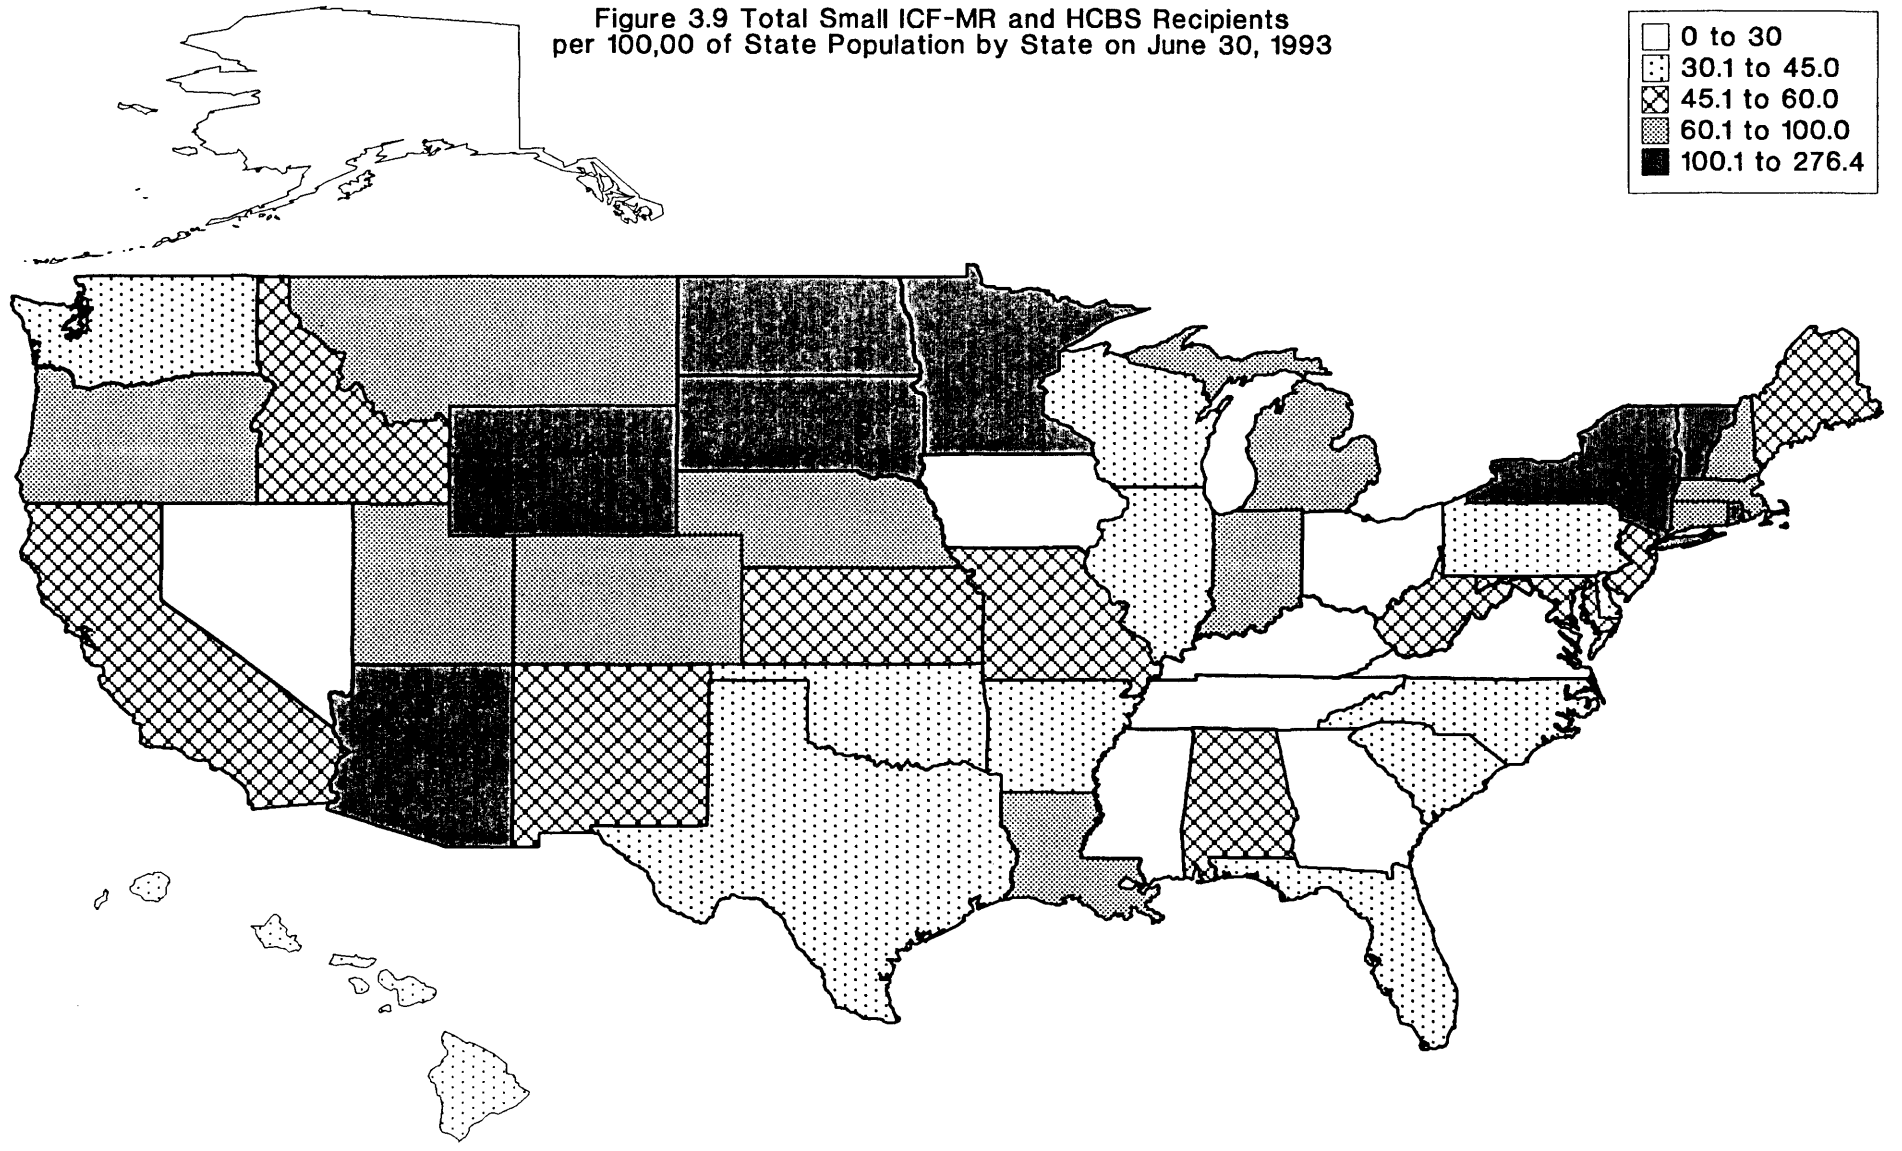 Figure 3.9 Total Small ICF-MR and HCBS Recipients
per 100,00 of State Population by State on June 30, 1993
0 to 30
30.1 to 45.0
45.1 to 60.0
60.1 to 100.0
100.1 to 276.4